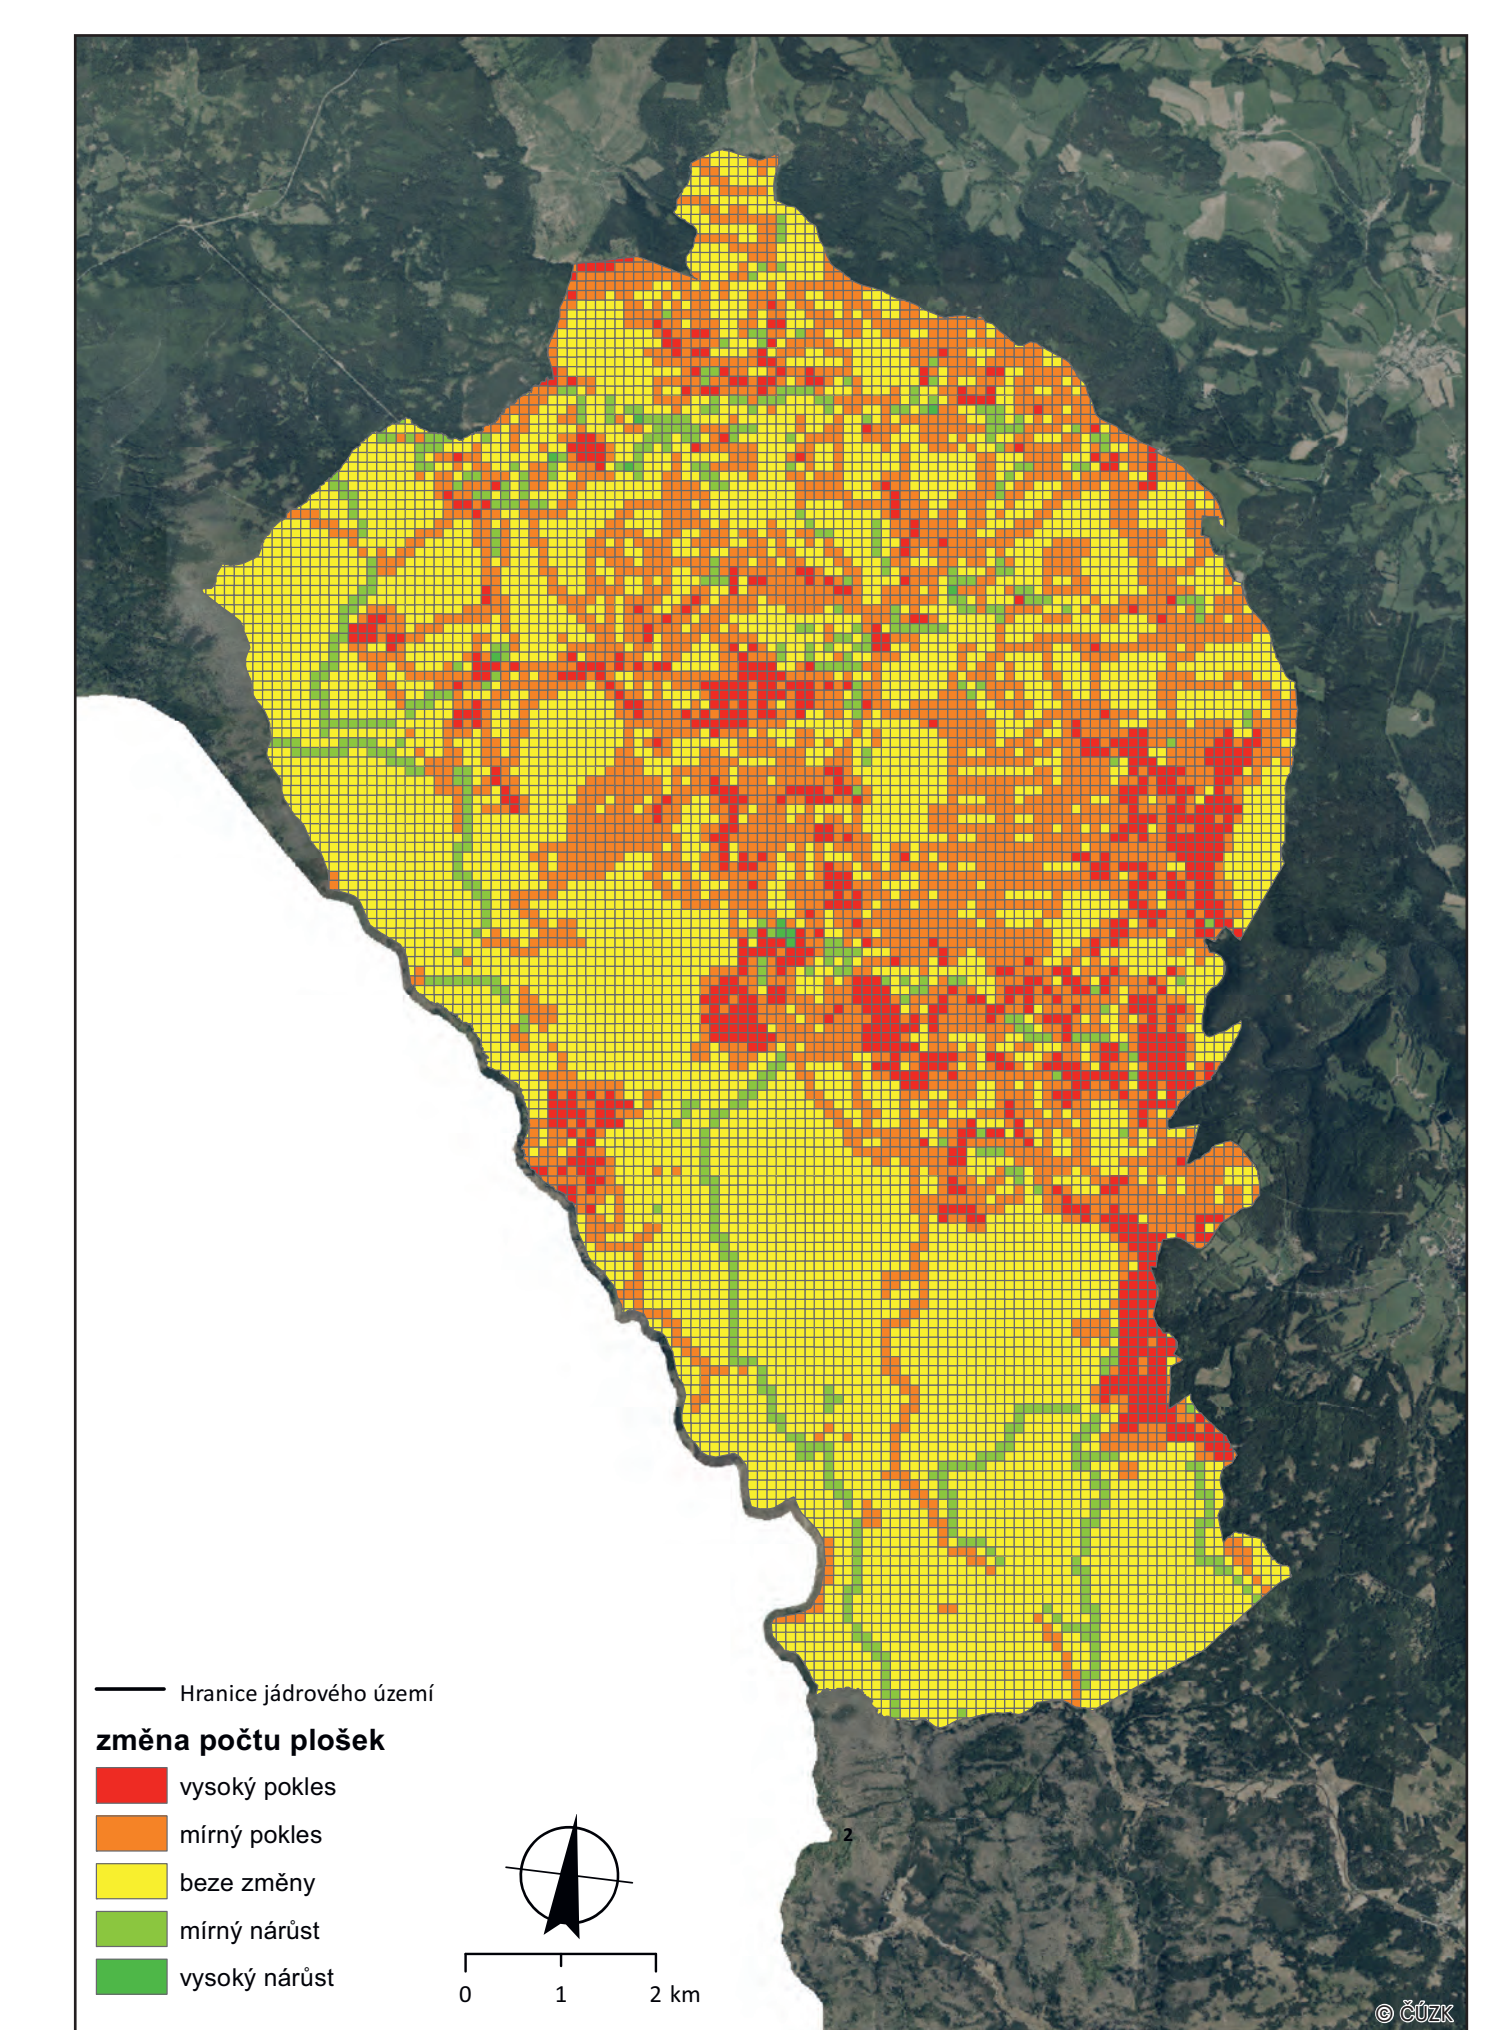 Hranice jádrového území
změna počtu plošek
vysoký pokles
mírný pokles
beze změny
mírný nárůst
vysoký nárůst
0 1 2 km
2
© ČÚZK